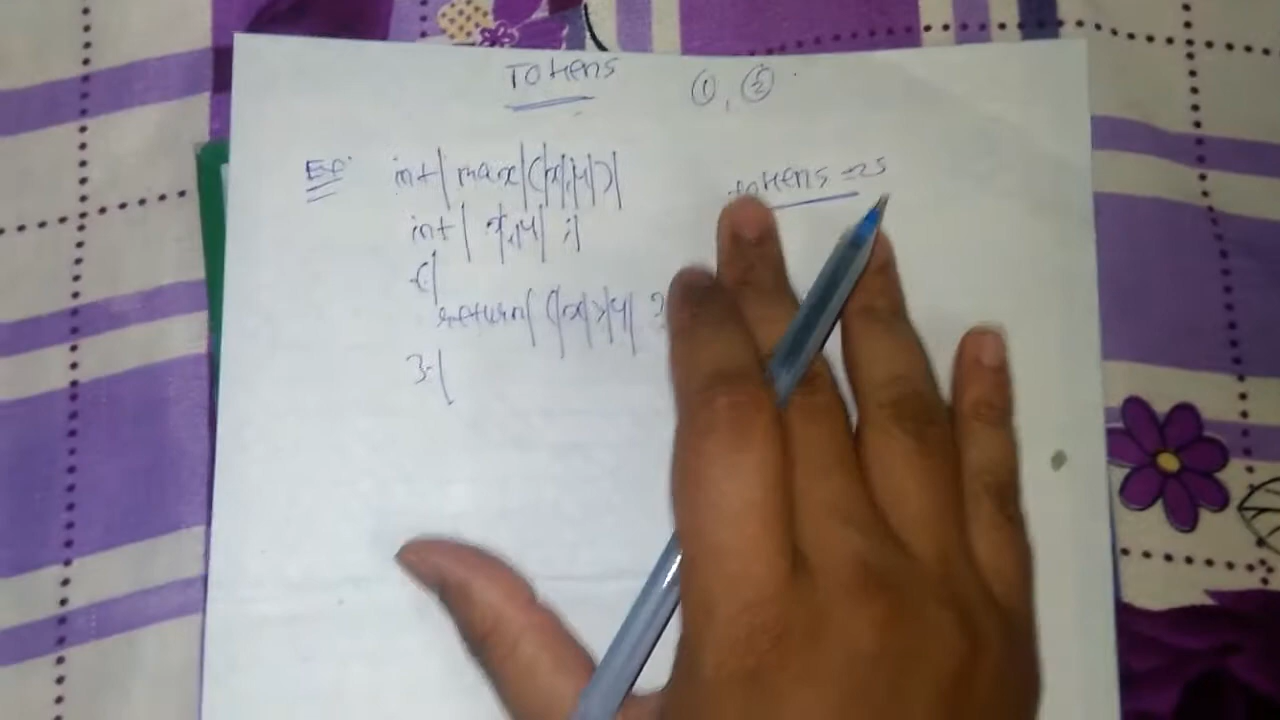 Tokens
①, ②
Ex:
int| max|(|x|,|y|)|
tokens = 25
int| x|,|y| ;|
{|
return| (|x|>|y| ?
}|